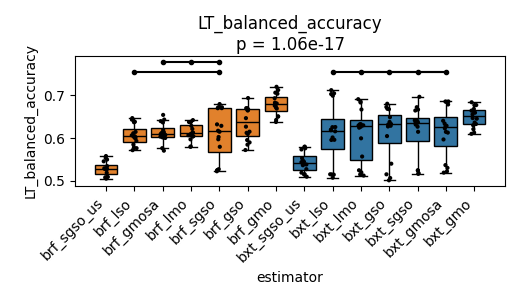 LT_balanced_accuracy
p = 1.06e-17
LT_balanced_accuracy
0.7
0.6
0.5
brf_sgso_us
brf_lso
brf_gmosa
brf_lmo
brf_sgso
brf_gso
brf_gmo
bxt_sgso_us
bxt_lso
bxt_lmo
bxt_gso
bxt_sgso
bxt_gmosa
bxt_gmo
estimator